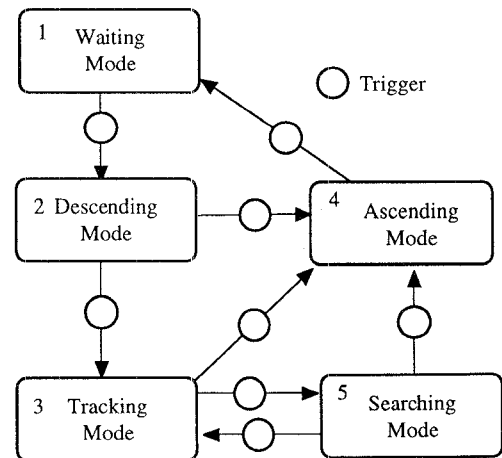 1 Waiting
Mode
Trigger
2 Descending
Mode
4 Ascending
Mode
3 Tracking
Mode
5 Searching
Mode